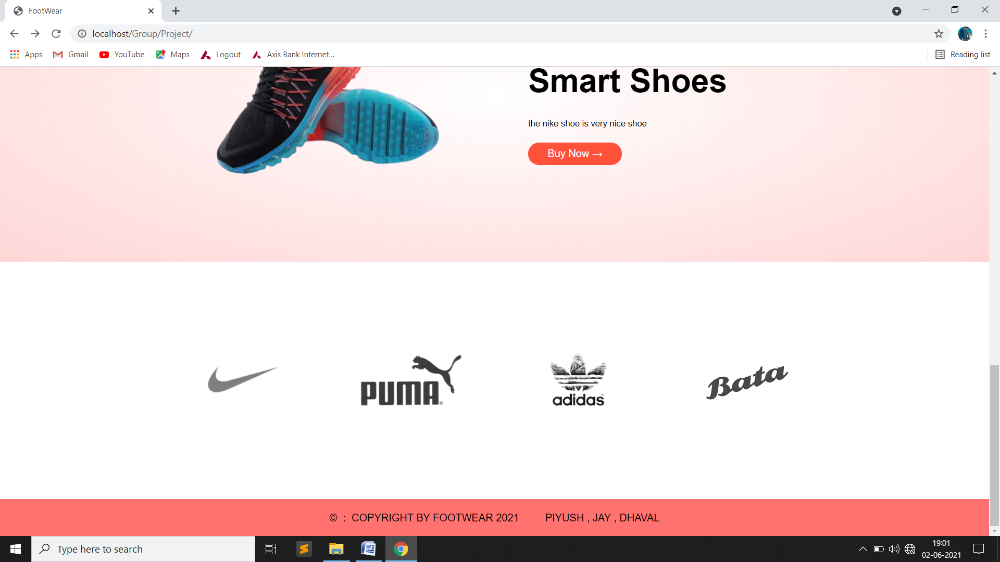 FootWear
localhost/Group/Project/
Apps Gmail YouTube Maps Logout Axis Bank Internet... Reading list
Smart Shoes
the nike shoe is very nice shoe
Buy Now →
PUMA®
adidas
Bata
© : COPYRIGHT BY FOOTWEAR 2021 PIYUSH , JAY , DHAVAL
Type here to search
19:01
02-06-2021